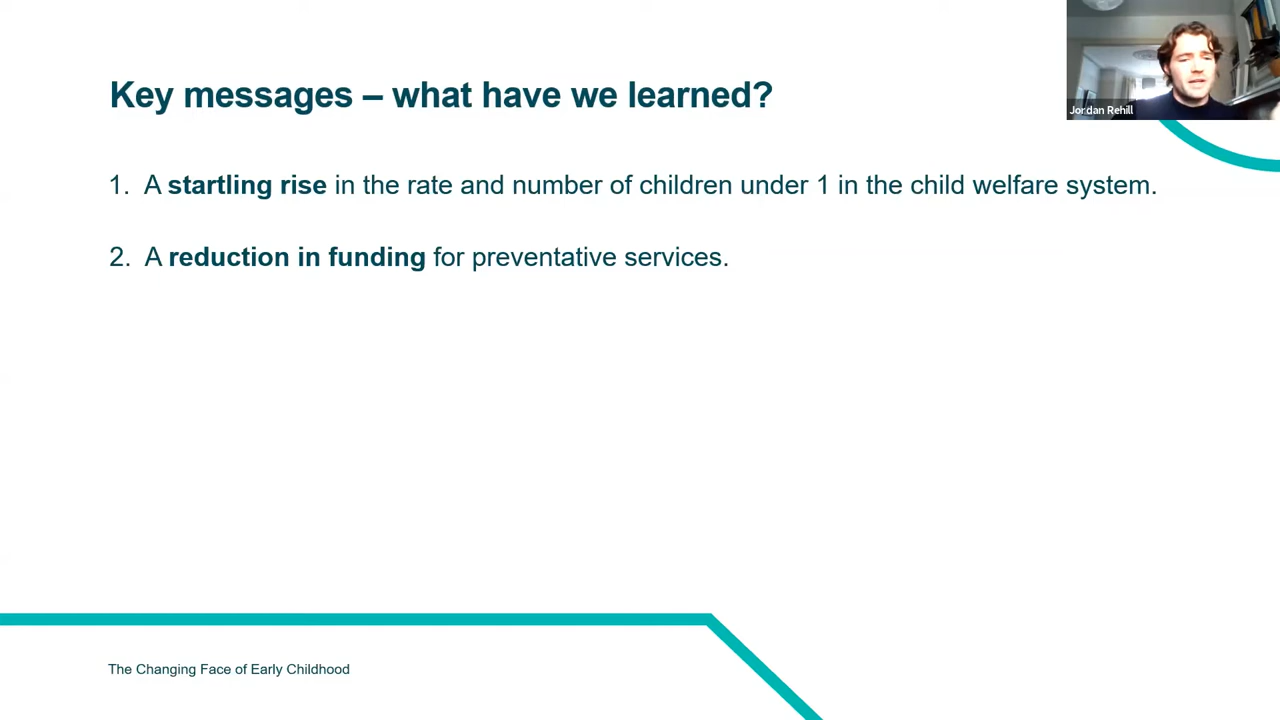 Key messages – what have we learned?
Jordan Rehill
1. A startling rise in the rate and number of children under 1 in the child welfare system.
2. A reduction in funding for preventative services.
The Changing Face of Early Childhood